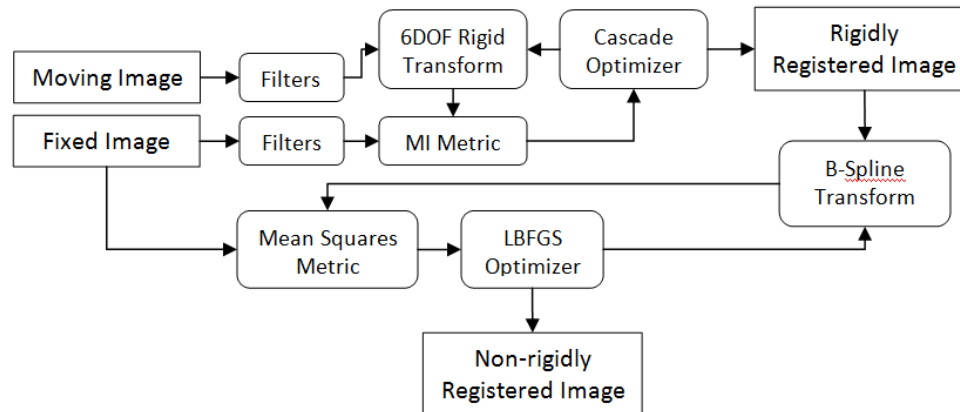 Moving Image
Filters
6DOF Rigid
Transform
Cascade
Optimizer
Rigidly
Registered Image
Fixed Image
Filters
MI Metric
B-Spline
Transform
Mean Squares
Metric
LBFGS
Optimizer
Non-rigidly
Registered Image